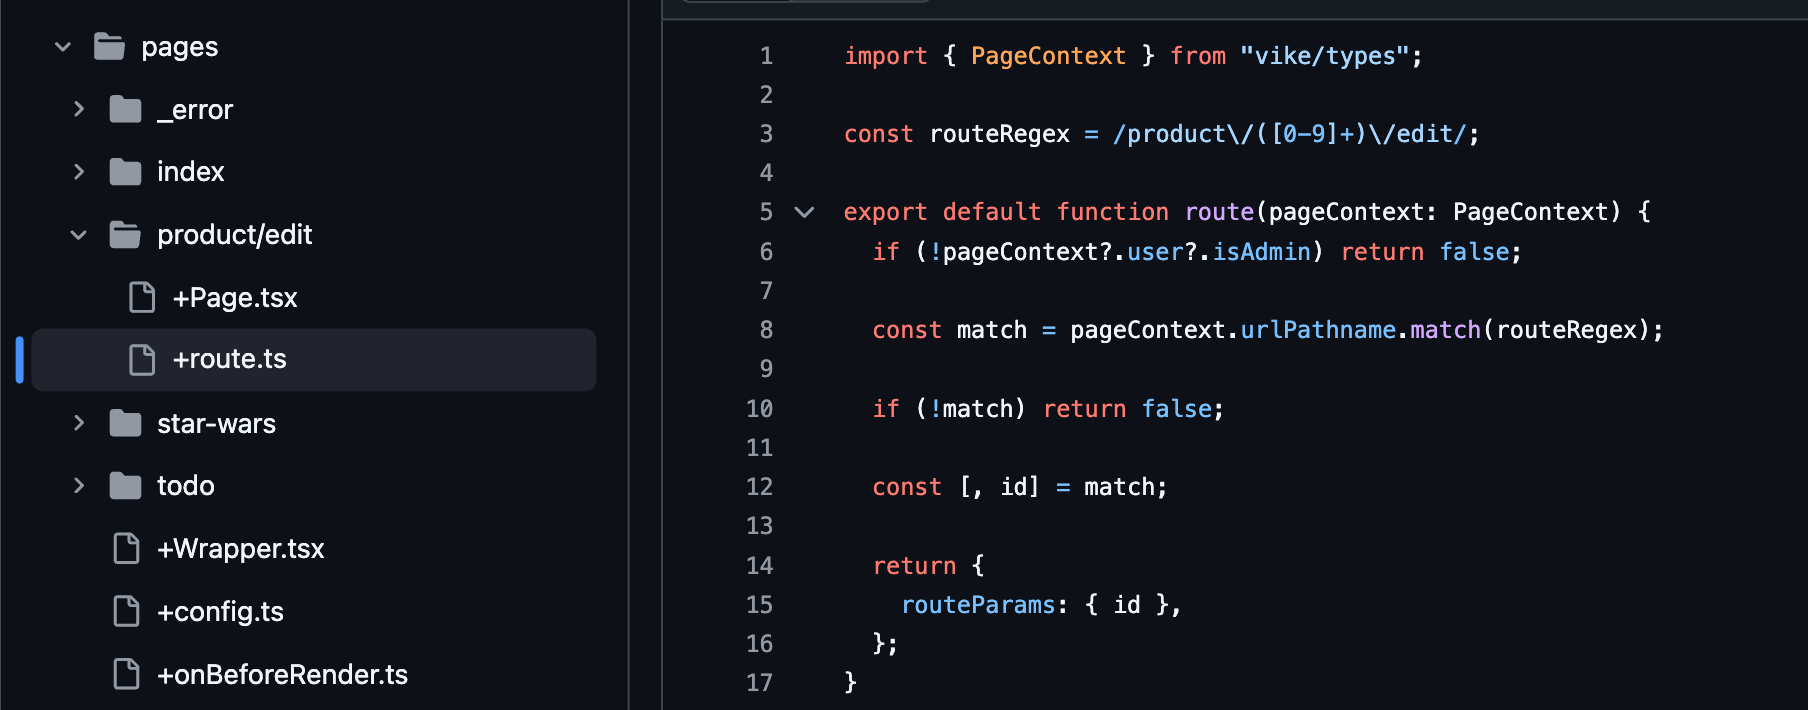 pages
_error
index
product/edit
+Page.tsx
+route.ts
star-wars
todo
+Wrapper.tsx
+config.ts
+onBeforeRender.ts
1 import { PageContext } from "vike/types";
2
3 const routeRegex = /product\/([0-9]+)\/edit/;
4
5 export default function route(pageContext: PageContext) {
6   if (!pageContext?.user?.isAdmin) return false;
7
8   const match = pageContext.urlPathname.match(routeRegex);
9
10   if (!match) return false;
11
12   const [, id] = match;
13
14   return {
15     routeParams: { id },
16   };
17 }